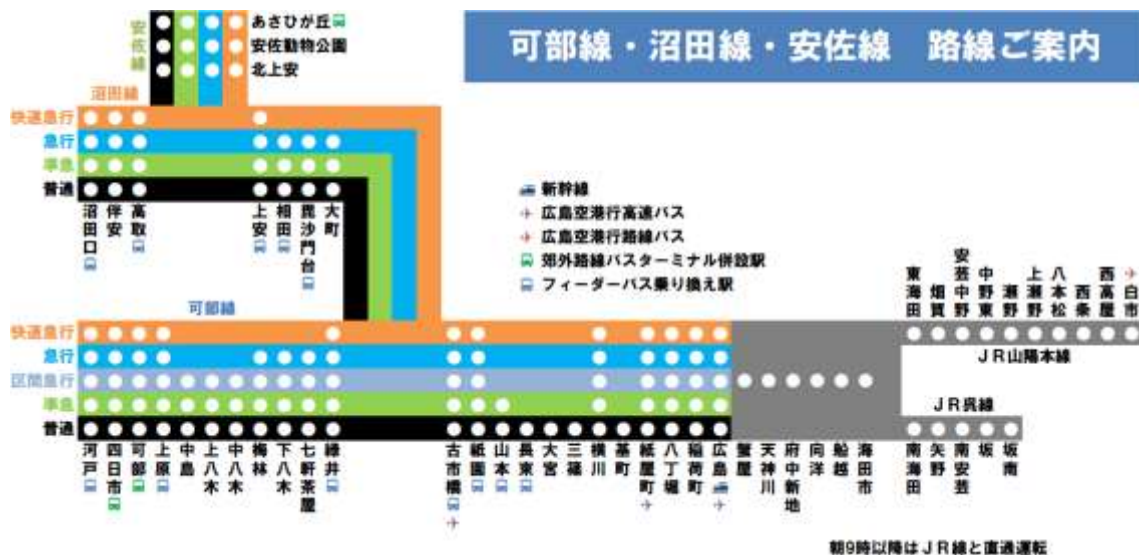 可部線・沼田線・安佐線 路線ご案内
安佐線
あさひが丘
安佐動物公園
北上安
沼田線
快速急行
急行
準急
普通
沼田口
伴安
高取
上安
相田
毘沙門台
大町
新幹線
広島空港行高速バス
広島空港行路線バス
郊外路線バスターミナル併設駅
フィーダーバス乗り換え駅
可部線
快速急行
急行
区間急行
準急
普通
河戸
四日市
可部
上原
中島
上八木
中八木
梅林
下八木
七軒茶屋
緑井
古市橋
祇園
山本
長束
大宮
三篠
横川
基町
紙屋町
八丁堀
稲荷町
広島
蟹屋
天神川
府中新地
向洋
船越
海田市
東海田
畑賀
安芸中野
中野東
瀬野
上瀬野
八本松
西条
西高屋
白市
JR山陽本線
JR呉線
南海田
矢野
南安芸
坂
坂南
朝9時以降はJR線と直通運転